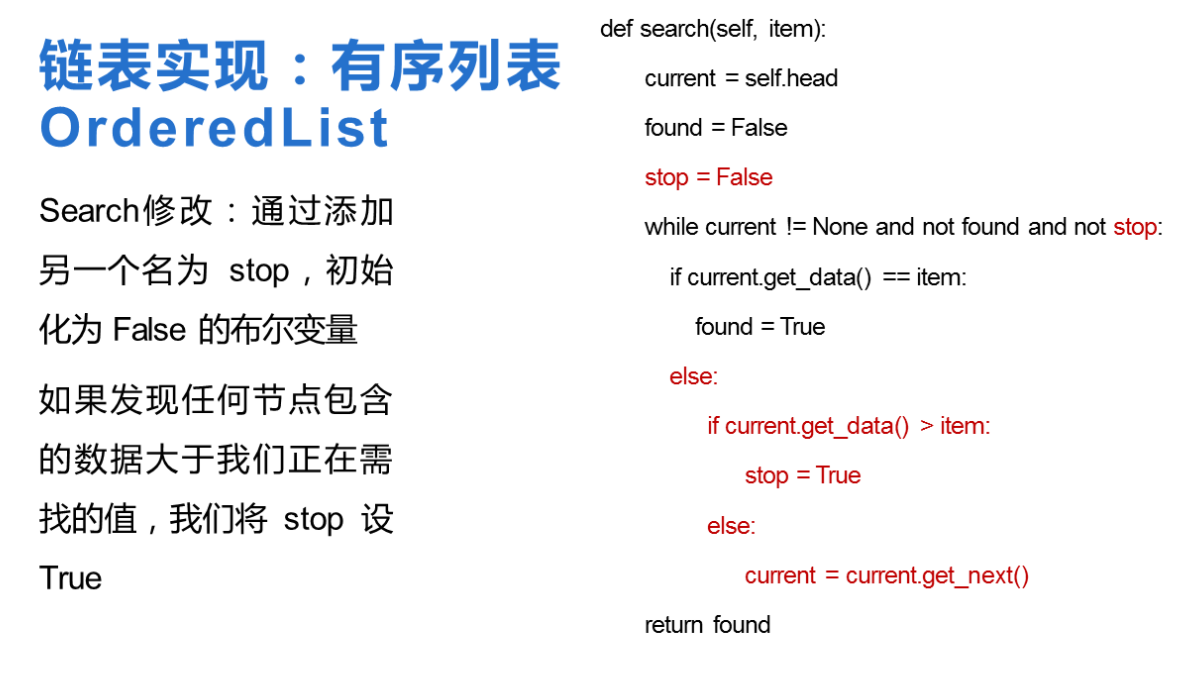 链表实现：有序列表
OrderedList
Search修改：通过添加
另一个名为 stop，初始
化为 False 的布尔变量
如果发现任何节点包含
的数据大于我们正在需
找的值，我们将 stop 设
True
def search(self, item):
current = self.head
found = False
stop = False
while current != None and not found and not stop:
if current.get_data() == item:
found = True
else:
if current.get_data() > item:
stop = True
else:
current = current.get_next()
return found